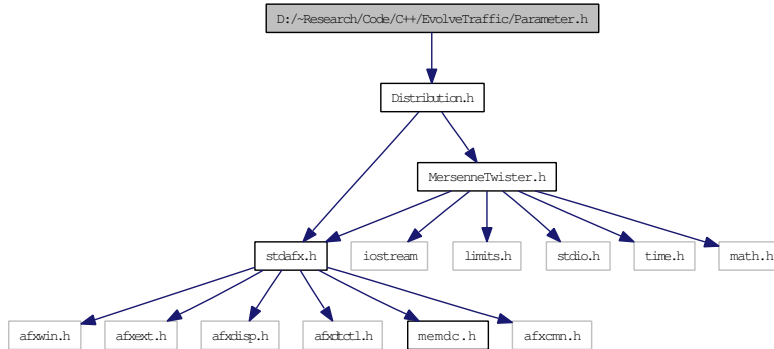 D:/~Research/Code/C++/EvolveTraffic/Parameter.h
Distribution.h
MersenneTwister.h
stdafx.h
iostream
limits.h
stdio.h
time.h
math.h
afxwin.h
afxext.h
afxdisp.h
afxdtctl.h
memdc.h
afxcmn.h